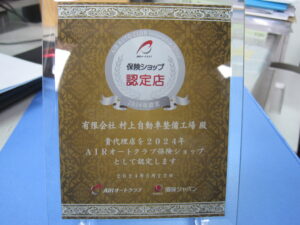 保険ショップ
認定店
有限会社 村上自動車整備工場 殿
貴代理店を2024年
AIRオートクラブ保険ショップ
として認定します
AIRオートクラブ 損保ジャパン